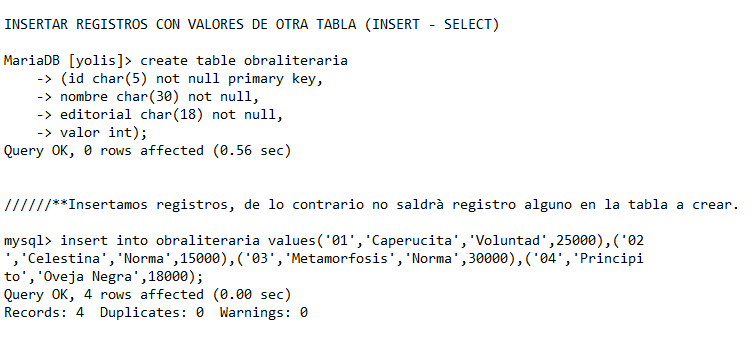 INSERTAR REGISTROS CON VALORES DE OTRA TABLA (INSERT - SELECT)
MariaDB [yolis]> create table obraliteraria
    -> (id char(5) not null primary key,
    -> nombre char(30) not null,
    -> editorial char(18) not null,
    -> valor int);
Query OK, 0 rows affected (0.56 sec)
//////**Insertamos registros, de lo contrario no saldrà registro alguno en la tabla a crear.
mysql> insert into obraliteraria values('01','Caperucita','Voluntad',25000),('02
','Celestina','Norma',15000),('03','Metamorfosis','Norma',30000),('04','Principi
to','Oveja Negra',18000);
Query OK, 4 rows affected (0.00 sec)
Records: 4  Duplicates: 0  Warnings: 0